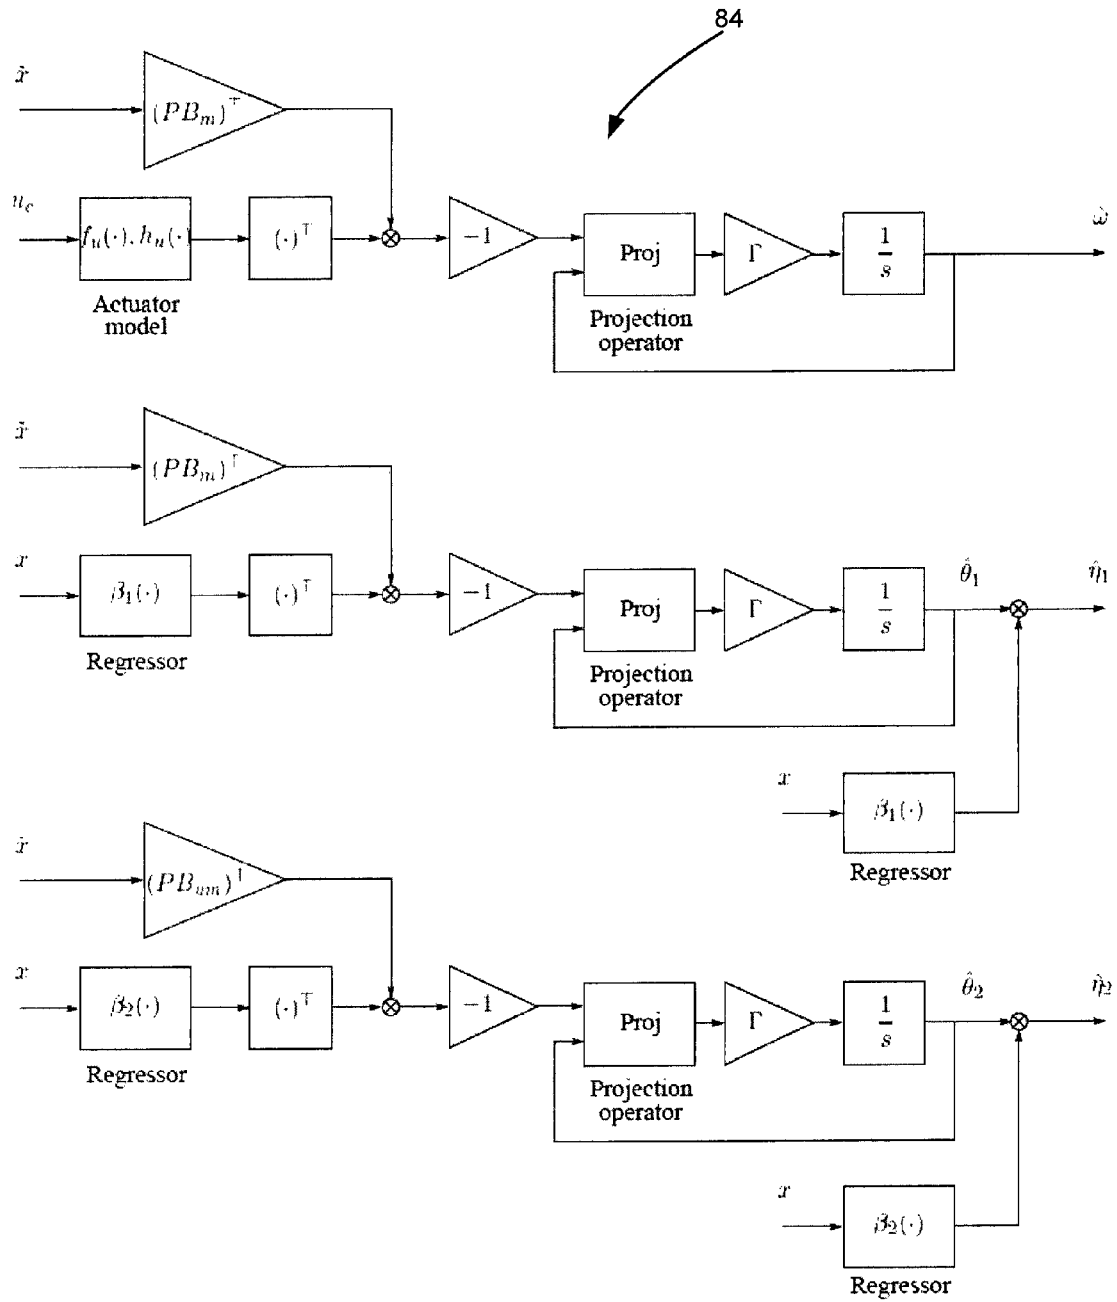 84
x̃
(PB_m)^⊤
u_c
f_u(·), h_u(·)
(·)^⊤
-1
Proj
Γ
1
s
ω̂
Actuator
model
Projection
operator
x̃
(PB_m)^⊤
x
β_1(·)
(·)^⊤
-1
Proj
Γ
1
s
θ̂_1
η̂_1
Regressor
Projection
operator
x
β_1(·)
Regressor
x̃
(PB_um)^⊤
x
β_2(·)
(·)^⊤
-1
Proj
Γ
1
s
θ̂_2
η̂_2
Regressor
Projection
operator
x
β_2(·)
Regressor